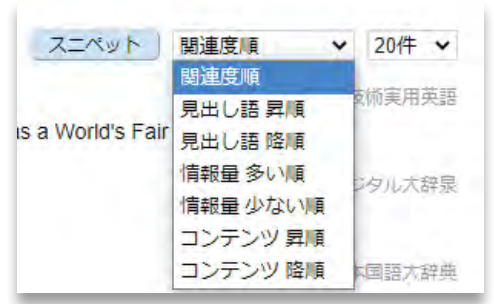 スニペット 関連度順 20件
関連度順
技術実用英語
見出し語 昇順
as a World's Fair
見出し語 降順
情報量 多い順
ジタル大辞泉
情報量 少ない順
コンテンツ 昇順
コンテンツ 降順
本国語大辞典